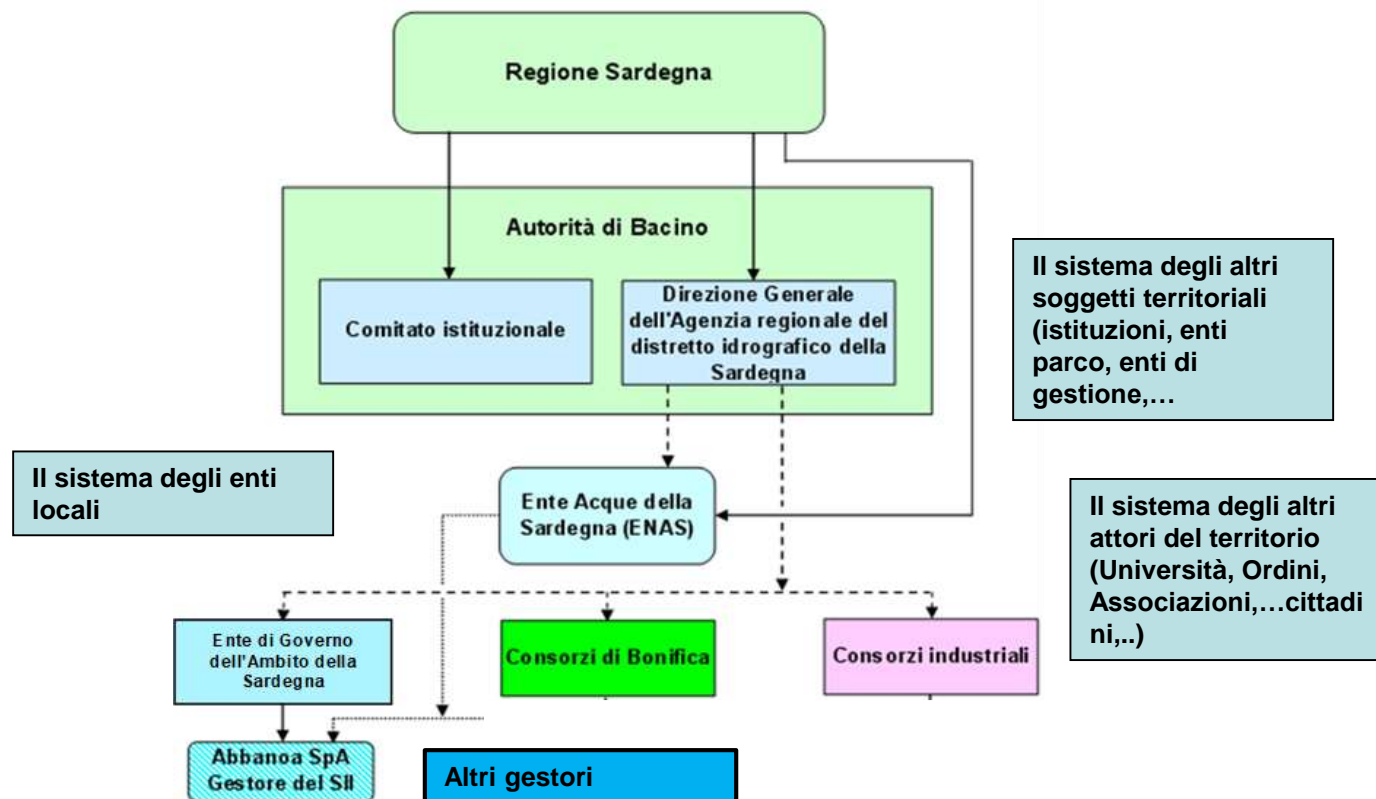 Regione Sardegna
Autorità di Bacino
Comitato istituzionale
Direzione Generale
dell'Agenzia regionale del
distretto idrografico della
Sardegna
Il sistema degli altri
soggetti territoriali
(istituzioni, enti
parco, enti di
gestione,…
Il sistema degli enti
locali
Ente Acque della
Sardegna (ENAS)
Il sistema degli altri
attori del territorio
(Università, Ordini,
Associazioni,…cittadi
ni,..)
Ente di Governo
dell'Ambito della
Sardegna
Consorzi di Bonifica
Consorzi industriali
Abbanoa SpA
Gestore del SII
Altri gestori